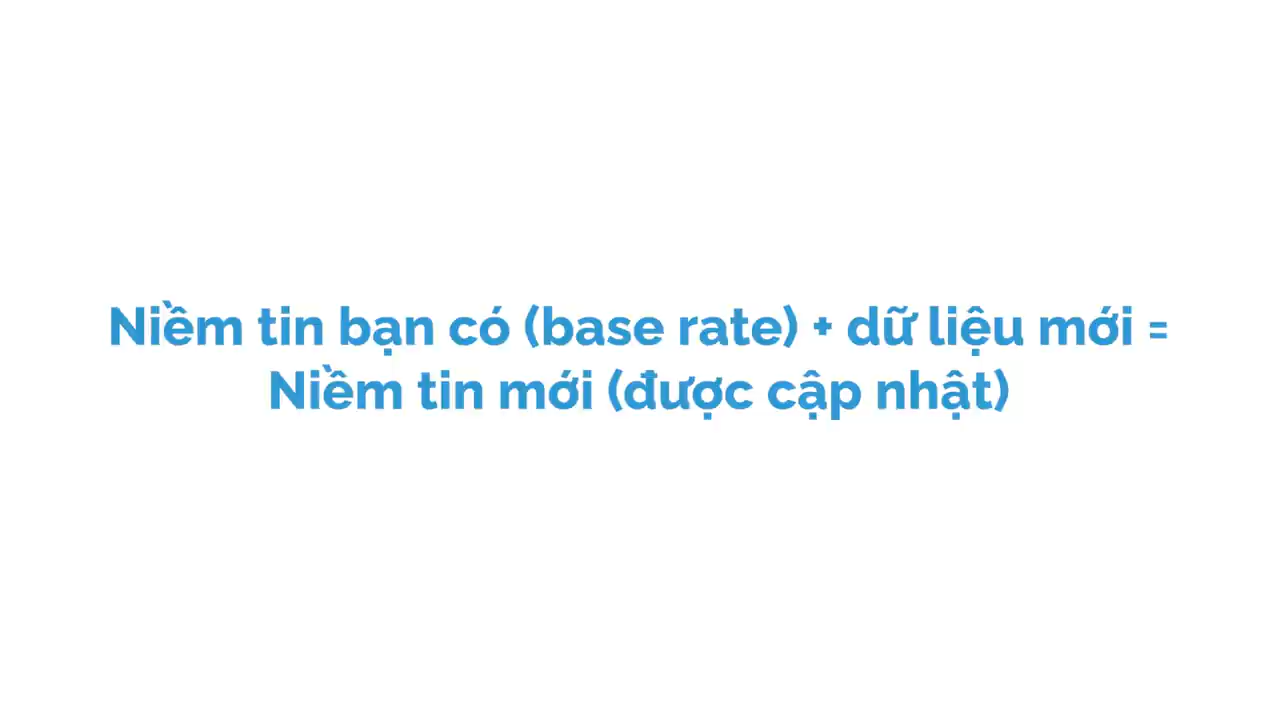 Niềm tin bạn có (base rate) + dữ liệu mới =
Niềm tin mới (được cập nhật)